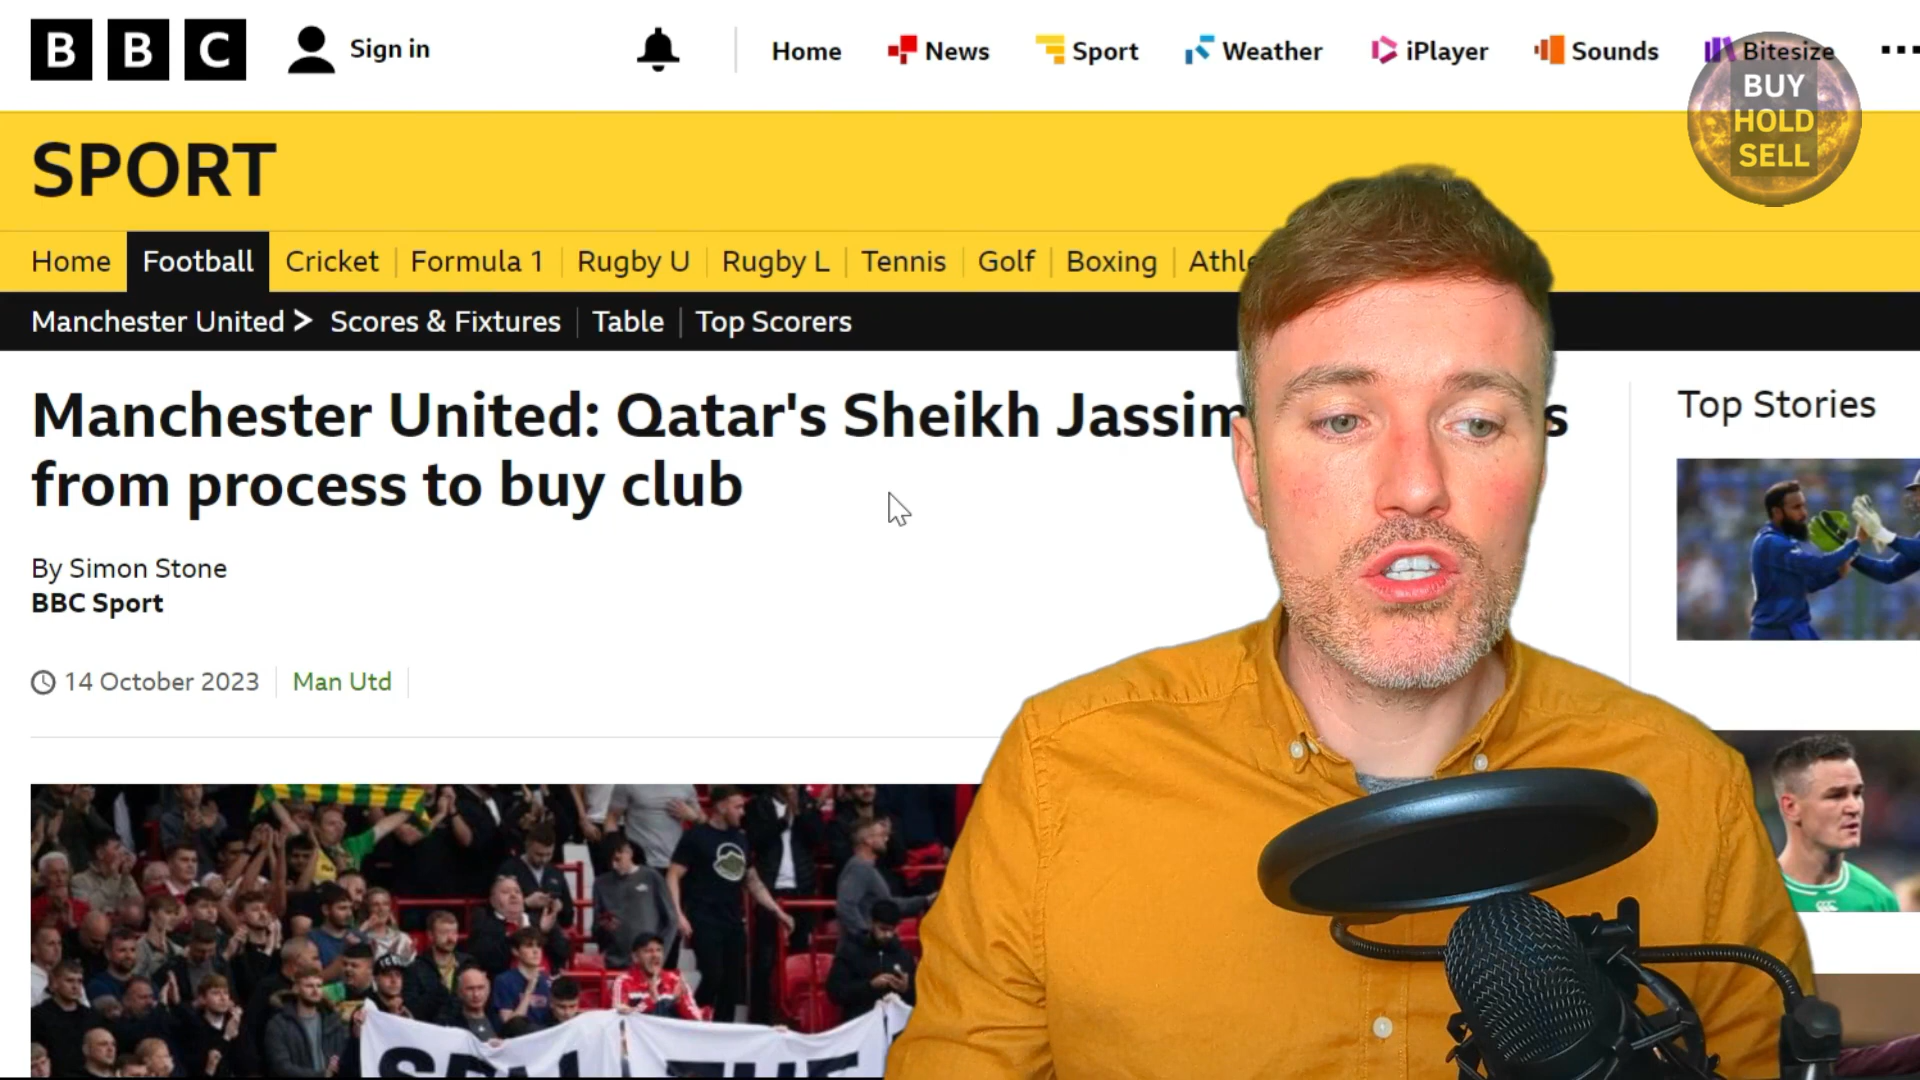 BBC
Sign in
Home
News
Sport
Weather
iPlayer
Sounds
Bitesize
BUY
HOLD
SELL
SPORT
Home
Football
Cricket
Formula 1
Rugby U
Rugby L
Tennis
Golf
Boxing
Manchester United
Scores & Fixtures
Table
Top Scorers
Manchester United: Qatar's Sheikh
from process to buy club
Top Stories
By Simon Stone
BBC Sport
14 October 2023
Man Utd